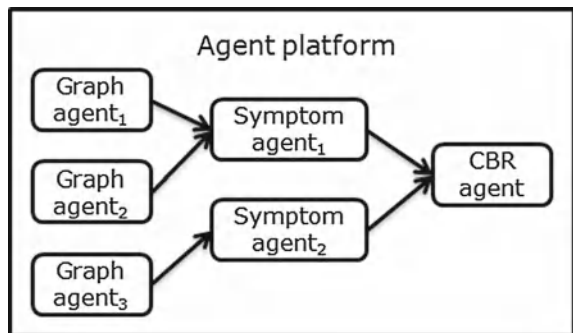 Agent platform
Graph
agent₁
Graph
agent₂
Graph
agent₃
Symptom
agent₁
Symptom
agent₂
CBR
agent